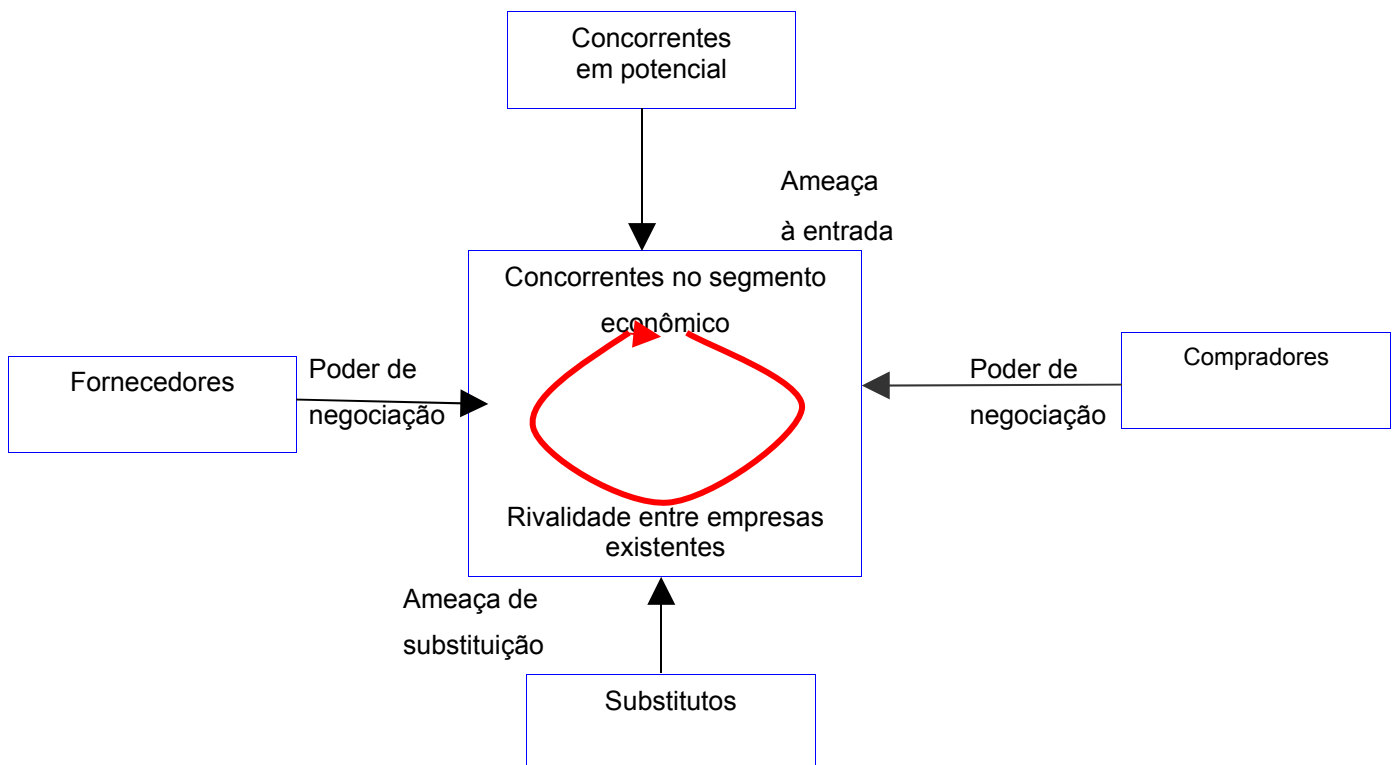 Concorrentes
em potencial
Ameaça
à entrada
Concorrentes no segmento
econômico
Fornecedores
Poder de
negociação
Poder de
negociação
Compradores
Rivalidade entre empresas
existentes
Ameaça de
substituição
Substitutos